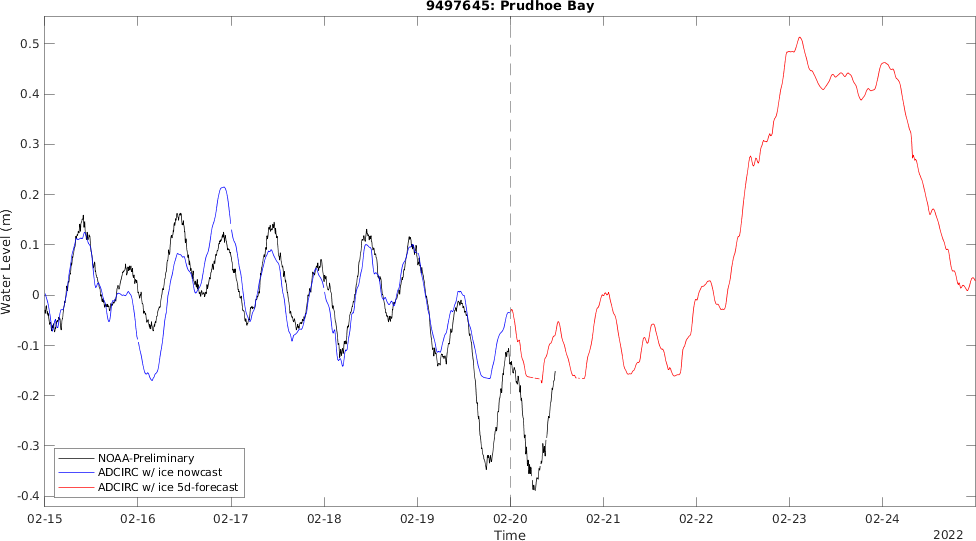 9497645: Prudhoe Bay
Water Level (m)
0.5
0.4
0.3
0.2
0.1
0
-0.1
-0.2
-0.3
-0.4
NOAA-Preliminary
ADCIRC w/ ice nowcast
ADCIRC w/ ice 5d-forecast
02-15 02-16 02-17 02-18 02-19 02-20 02-21 02-22 02-23 02-24
Time
2022